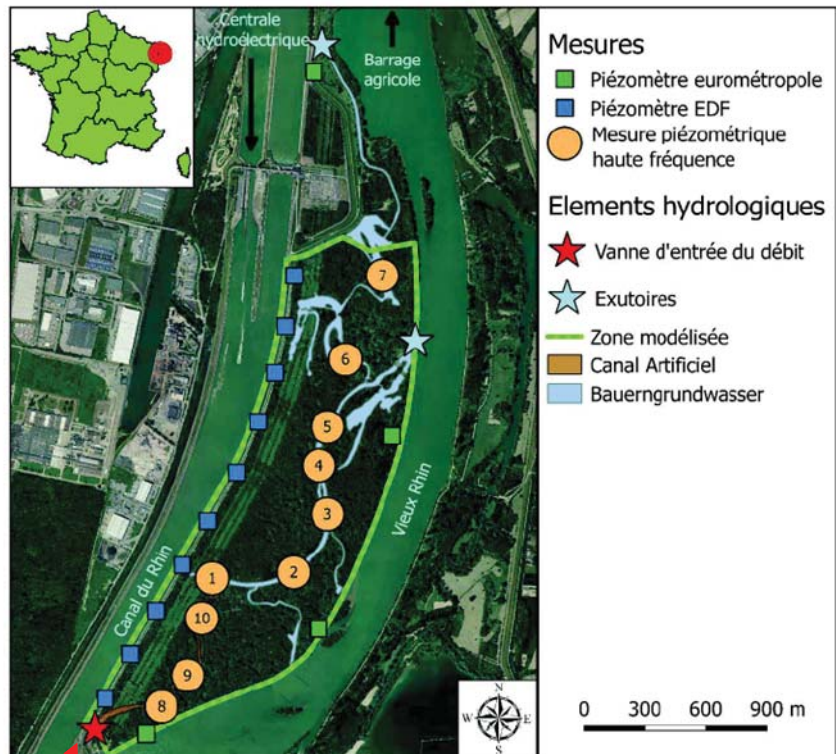 Centrale
hydroélectrique
Barrage
agricole
7
6
5
4
3
2
1
10
9
8
Canal du Rhin
Vieux Rhin
N
W
E
S
Mesures
Piézomètre eurométropole
Piézomètre EDF
Mesure piézométrique
haute fréquence
Elements hydrologiques
Vanne d'entrée du débit
Exutoires
Zone modélisée
Canal Artificiel
Bauerngrundwasser
0 300 600 900 m